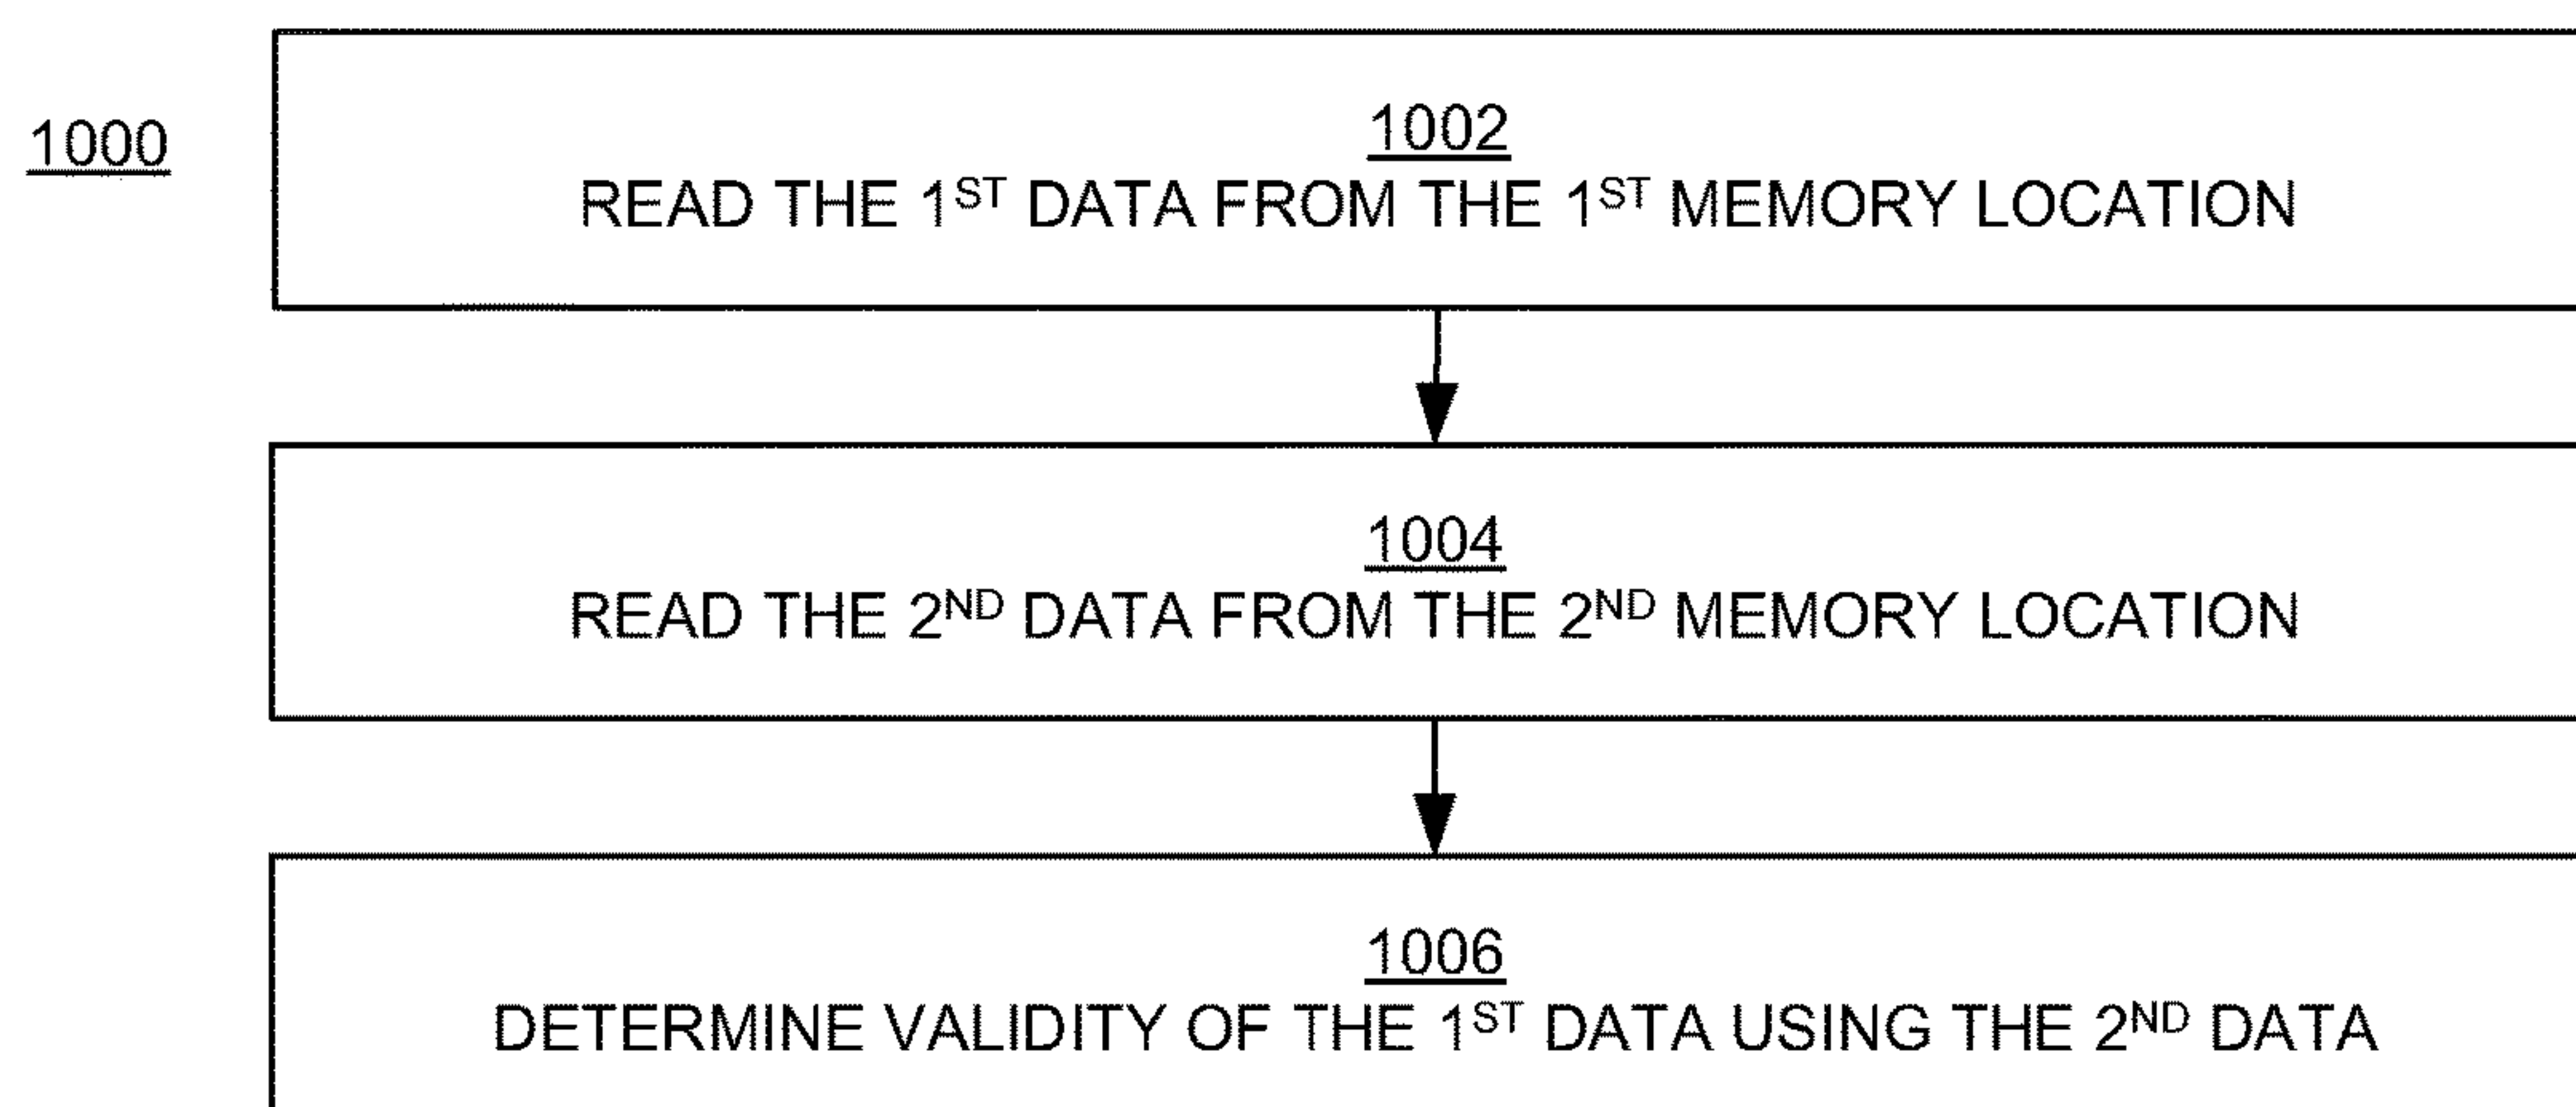 1000
1002
READ THE 1ST DATA FROM THE 1ST MEMORY LOCATION
1004
READ THE 2ND DATA FROM THE 2ND MEMORY LOCATION
1006
DETERMINE VALIDITY OF THE 1ST DATA USING THE 2ND DATA